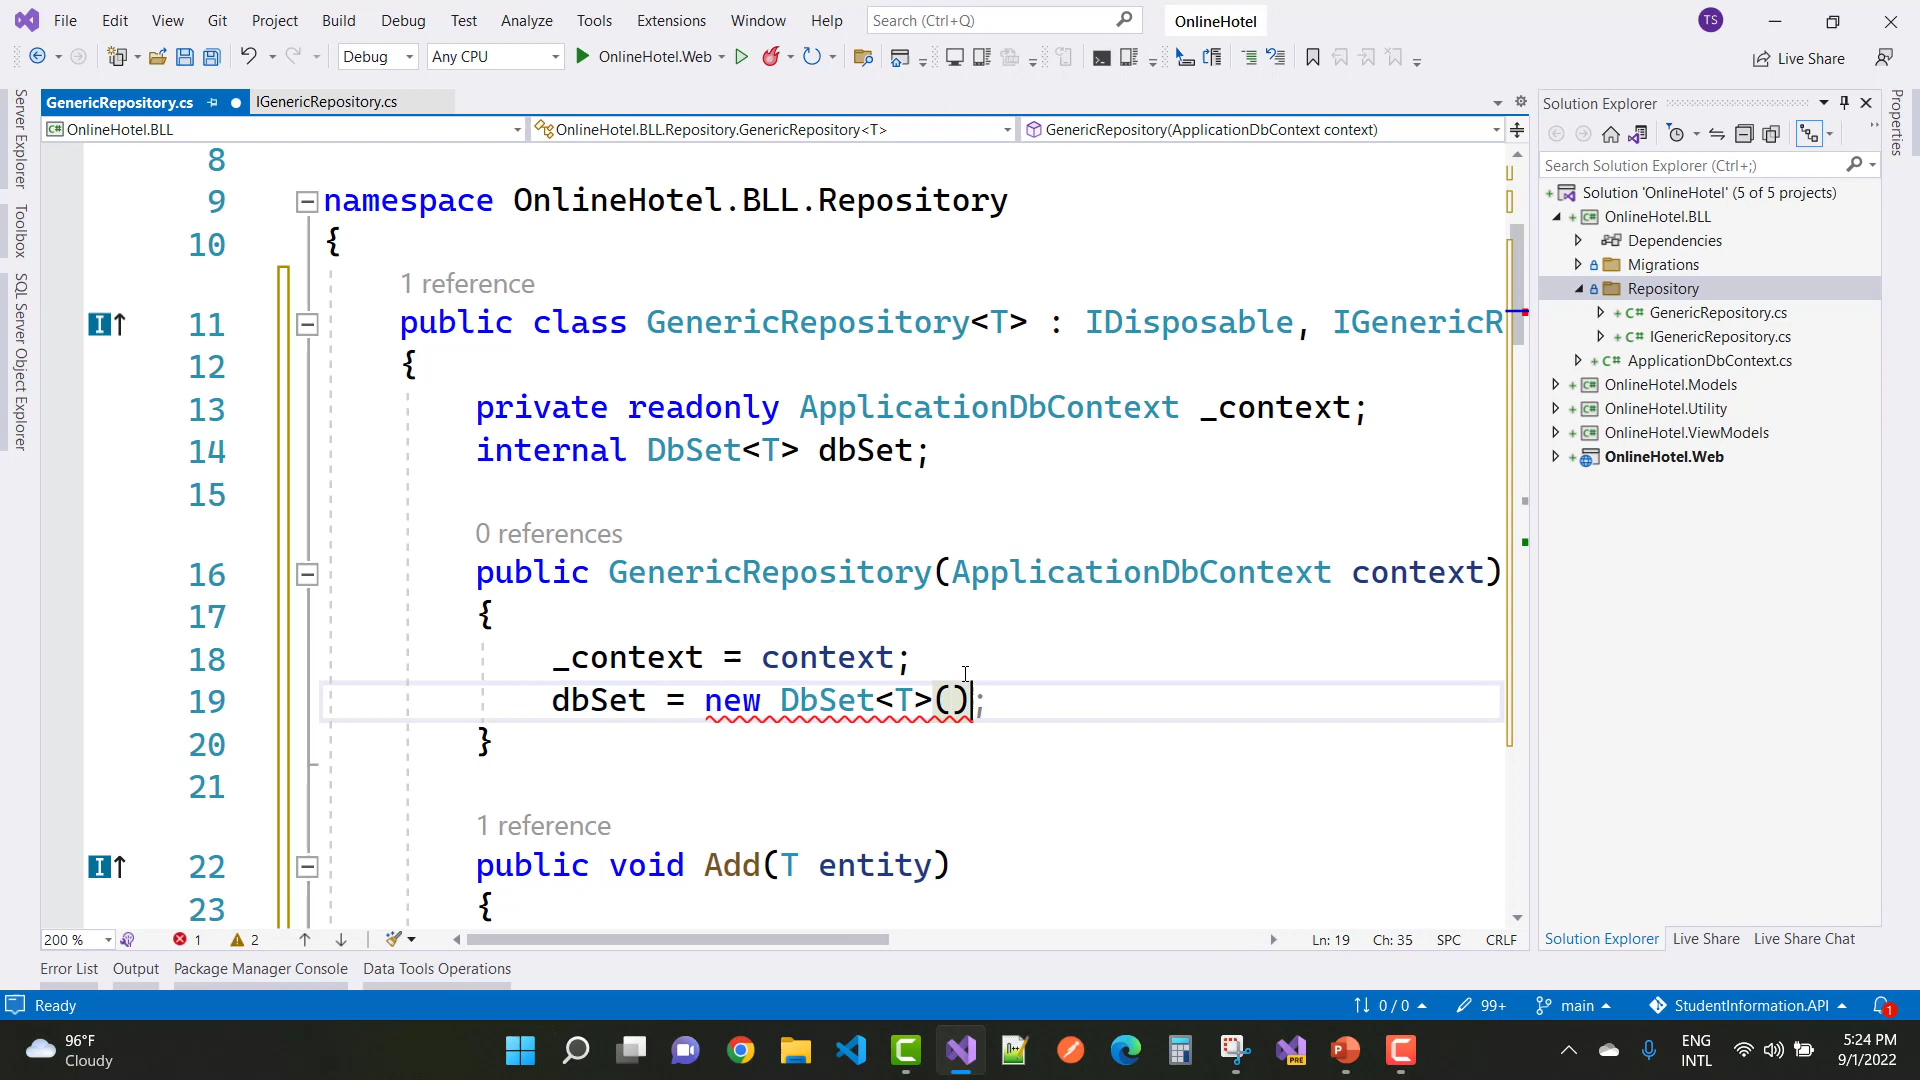 File Edit View Git Project Build Debug Test Analyze Tools Extensions Window Help Search (Ctrl+Q) OnlineHotel TS
Debug Any CPU OnlineHotel.Web Live Share
GenericRepository.cs IGenericRepository.cs
OnlineHotel.BLL OnlineHotel.BLL.Repository.GenericRepository<T> GenericRepository(ApplicationDbContext context)
Server Explorer
Toolbox
SQL Server Object Explorer
8
9 namespace OnlineHotel.BLL.Repository
10 {
1 reference
11 public class GenericRepository<T> : IDisposable, IGenericR
12 {
13 private readonly ApplicationDbContext _context;
14 internal DbSet<T> dbSet;
15
0 references
16 public GenericRepository(ApplicationDbContext context)
17 {
18 _context = context;
19 dbSet = new DbSet<T>();
20 }
21
1 reference
22 public void Add(T entity)
23 {
200 % 1 2 Ln: 19 Ch: 35 SPC CRLF
Solution Explorer
Search Solution Explorer (Ctrl+;)
Solution 'OnlineHotel' (5 of 5 projects)
OnlineHotel.BLL
Dependencies
Migrations
Repository
GenericRepository.cs
IGenericRepository.cs
ApplicationDbContext.cs
OnlineHotel.Models
OnlineHotel.Utility
OnlineHotel.ViewModels
OnlineHotel.Web
Solution Explorer Live Share Live Share Chat
Properties
Error List Output Package Manager Console Data Tools Operations
Ready 0 / 0 99+ main StudentInformation.API 1
96°F
Cloudy
ENG
INTL
5:24 PM
9/1/2022